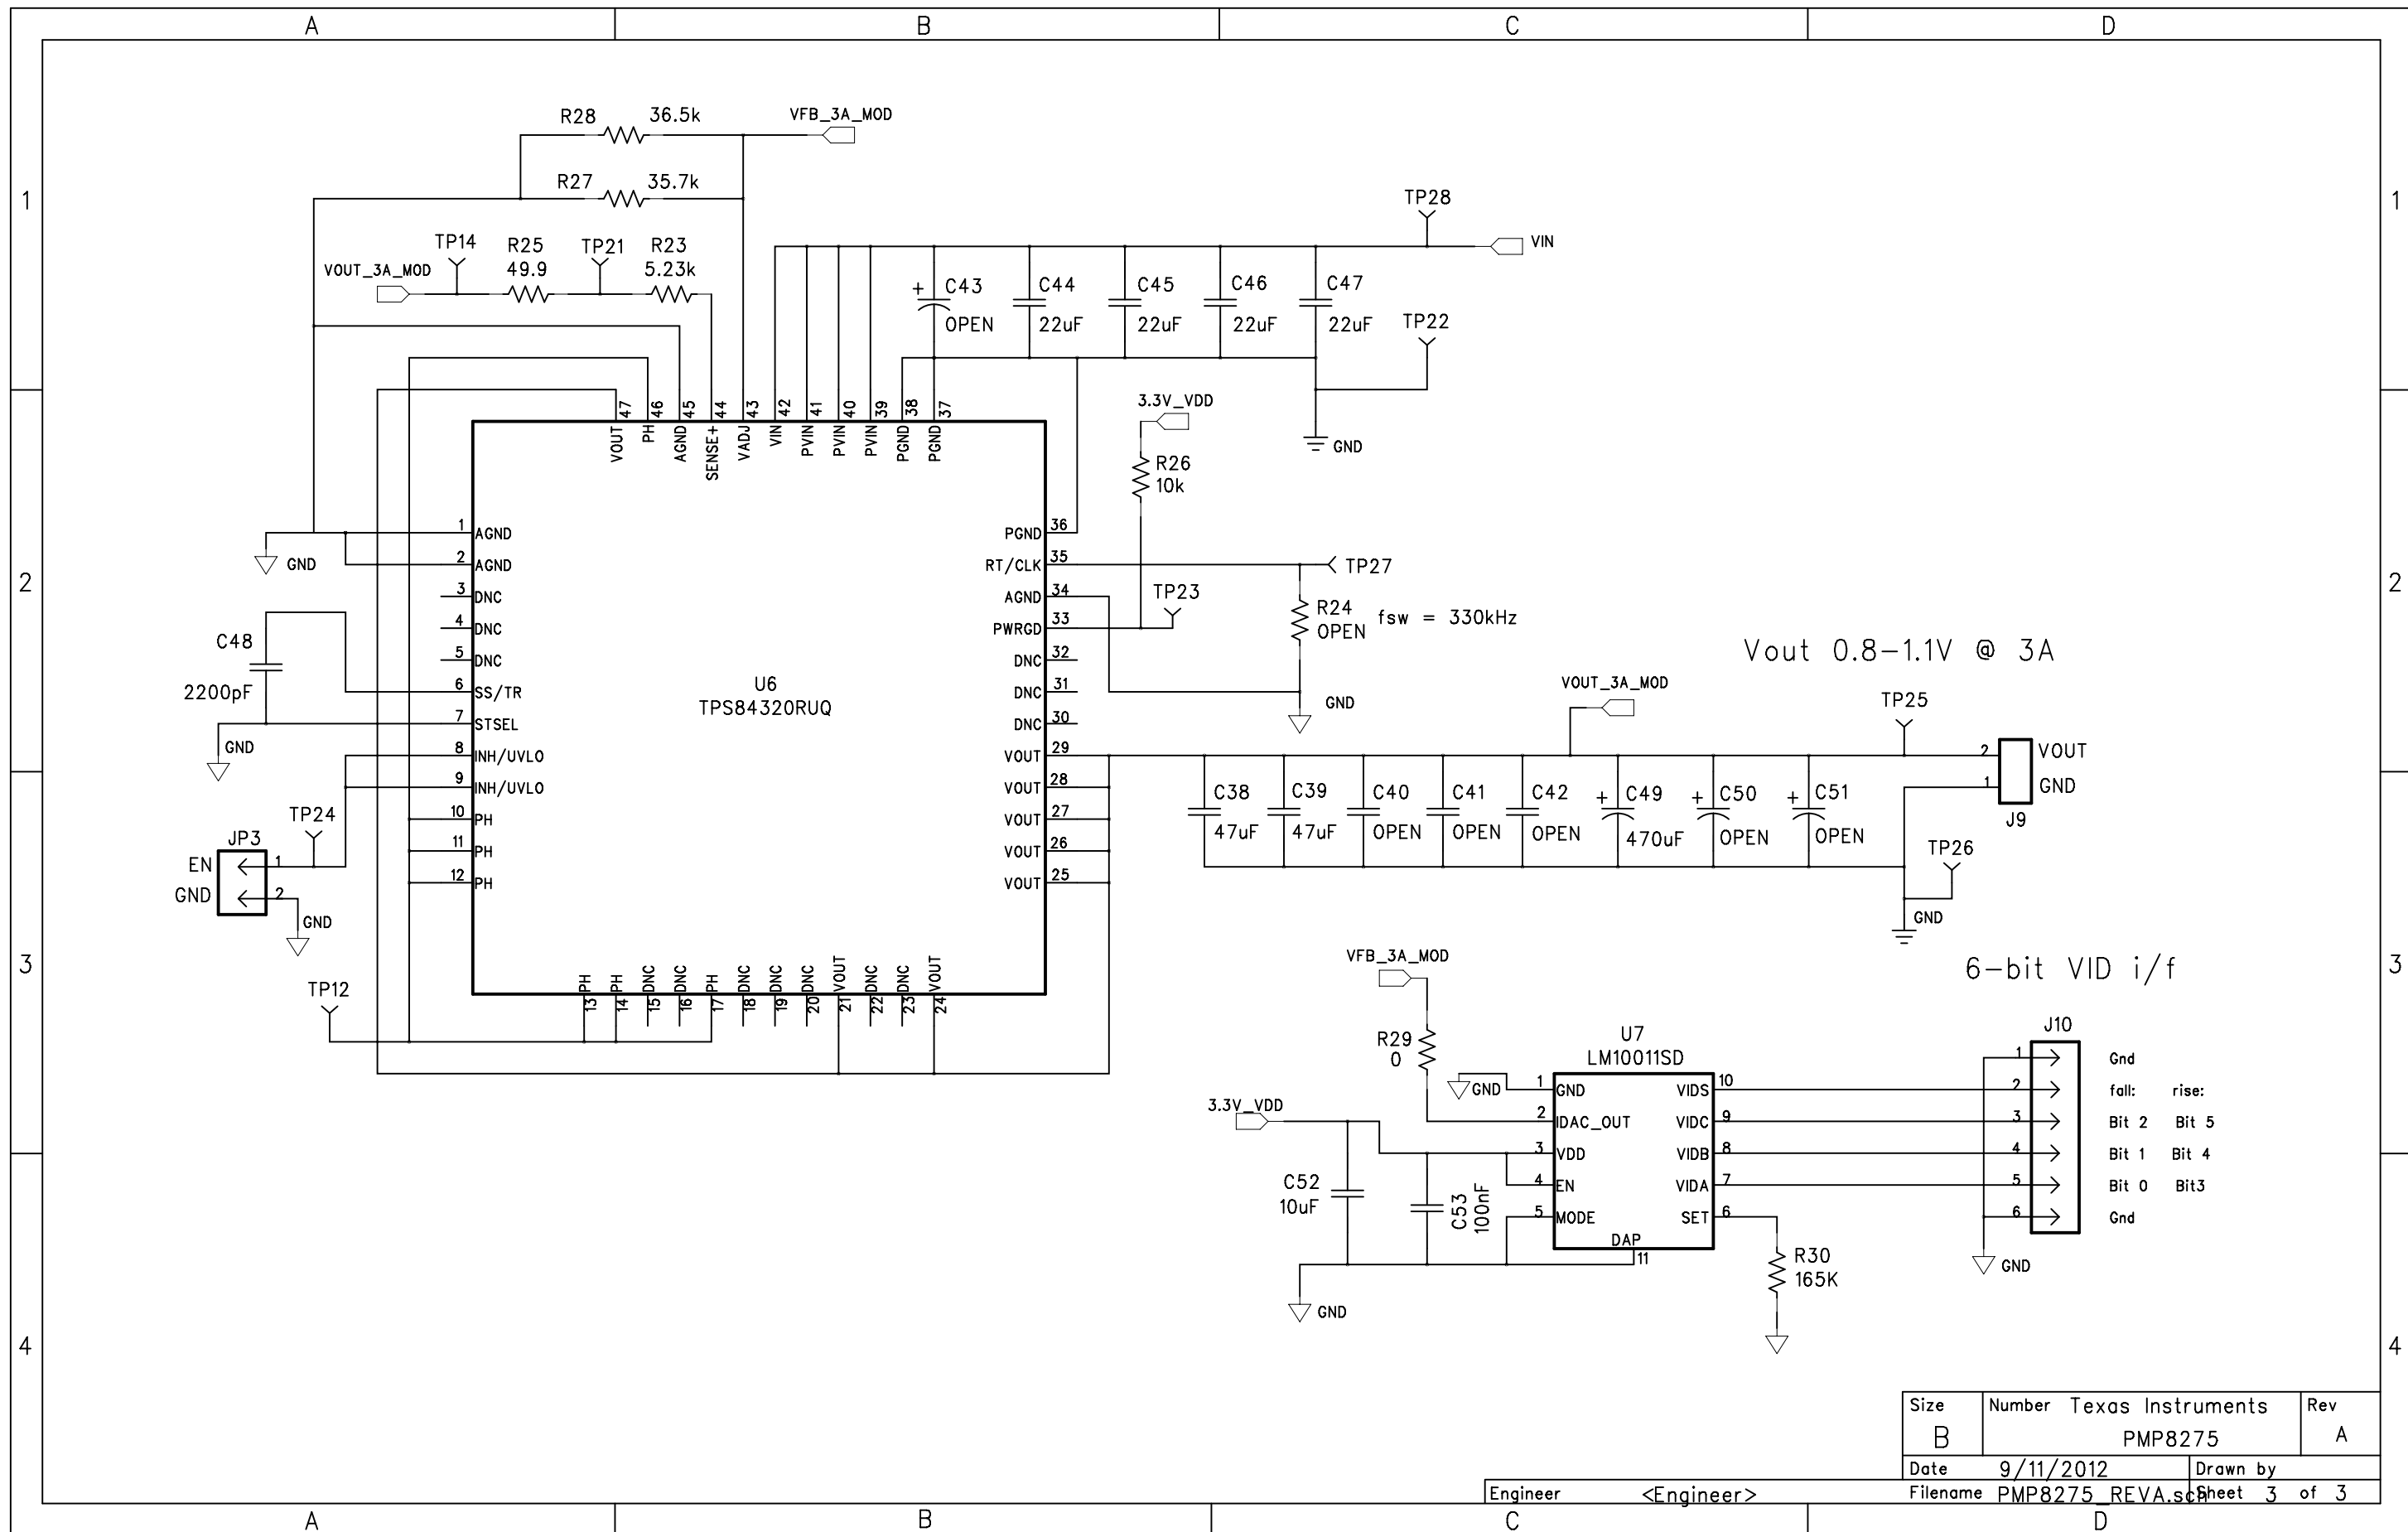 A B C D
1 1
R28 36.5k VFB_3A_MOD
R27 35.7k
TP28
VIN
TP14 R25 TP21 R23
VOUT_3A_MOD 49.9 5.23k
+ C43 C44 C45 C46 C47
OPEN 22uF 22uF 22uF 22uF
TP22
GND
47 46 45 44 43 42 41 40 39 38 37
VOUT PH AGND SENSE+ VADJ VIN PVIN PVIN PVIN PGND PGND
3.3V_VDD
R26
10k
2 2
1 AGND
2 AGND
3 DNC
4 DNC
5 DNC
6 SS/TR
7 STSEL
8 INH/UVLO
9 INH/UVLO
10 PH
11 PH
12 PH
GND
C48
2200pF
GND
TP24
JP3
EN 1
GND 2
GND
TP12
U6
TPS84320RUQ
PGND 36
RT/CLK 35
AGND 34
PWRGD 33
DNC 32
DNC 31
DNC 30
VOUT 29
VOUT 28
VOUT 27
VOUT 26
VOUT 25
PH PH DNC DNC PH DNC DNC DNC VOUT DNC DNC VOUT
13 14 15 16 17 18 19 20 21 22 23 24
TP27
TP23
R24
OPEN
fsw = 330kHz
GND
Vout 0.8-1.1V @ 3A
VOUT_3A_MOD
TP25
C38 C39 C40 C41 C42 + C49 + C50 + C51
47uF 47uF OPEN OPEN OPEN 470uF OPEN OPEN
2 VOUT
1 GND
J9
TP26
GND
3 3
VFB_3A_MOD
6-bit VID i/f
R29
0
U7
LM10011SD
GND
1 GND
2 IDAC_OUT
3 VDD
4 EN
5 MODE
VIDS 10
VIDC 9
VIDB 8
VIDA 7
SET 6
DAP
11
3.3V_VDD
C52
10uF
C53
100nF
GND
R30
165K
J10
1 Gnd
2 fall: rise:
3 Bit 2 Bit 5
4 Bit 1 Bit 4
5 Bit 0 Bit3
6 Gnd
GND
4 4
Size Number Texas Instruments Rev
B PMP8275 A
Date 9/11/2012 Drawn by
Engineer <Engineer> Filename PMP8275_REVA.sch Sheet 3 of 3
A B C D